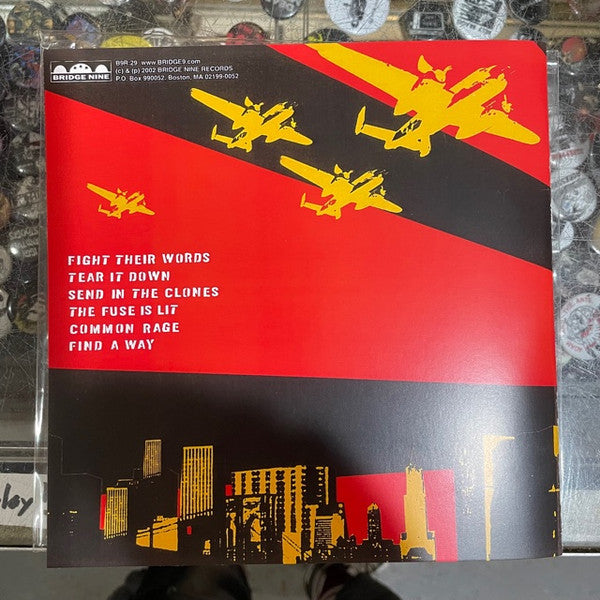 BRIDGE NINE
B9R 29 www.BRIDGE9.com
(c) & (p) 2002 BRIDGE NINE RECORDS
P.O. Box 990052. Boston, MA 02199-0052
FIGHT THEIR WORDS
TEAR IT DOWN
SEND IN THE CLONES
THE FUSE IS LIT
COMMON RAGE
FIND A WAY